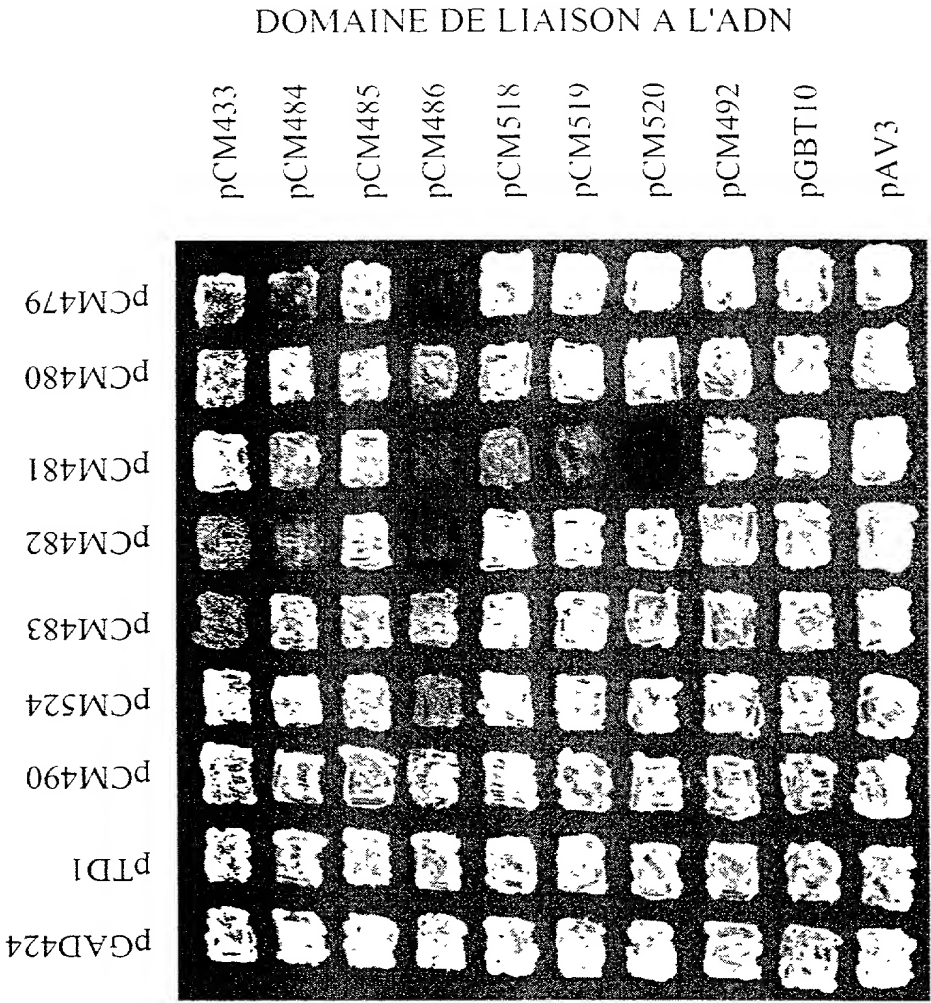 DOMAINE DE LIAISON A L'ADN
pCM433
pCM484
pCM485
pCM486
pCM518
pCM519
pCM520
pCM492
pGBT10
pAV3
pCM479
pCM480
pCM481
pCM482
pCM483
pCM524
pCM490
pTD1
pGAD424